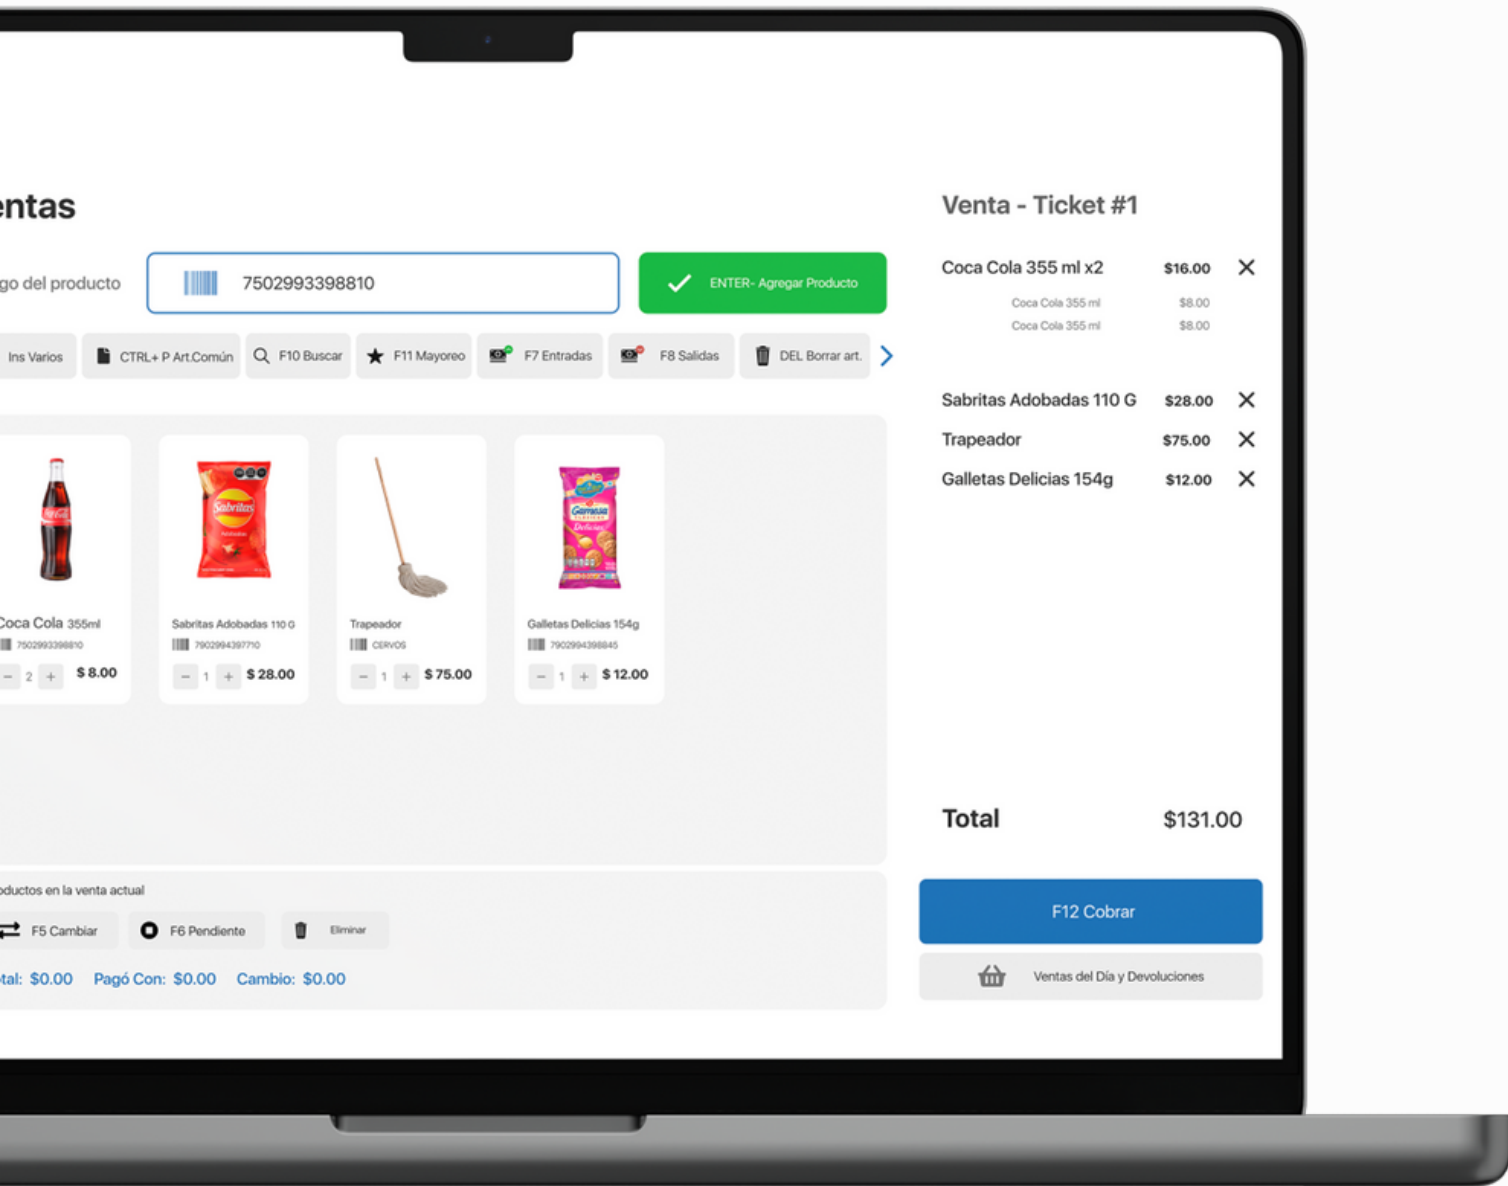 entas
go del producto
7502993398810
ENTER- Agregar Producto
Ins Varios
CTRL+ P Art.Común
F10 Buscar
F11 Mayoreo
F7 Entradas
F8 Salidas
DEL Borrar art.
Coca Cola 355ml
7502993398810
− 2 + $ 8.00
Sabritas
Sabritas Adobadas 110 G
7902994397710
− 1 + $ 28.00
Trapeador
CERVOS
− 1 + $ 75.00
Gamesa
Delicias
Galletas Delicias 154g
7902994398845
− 1 + $ 12.00
oductos en la venta actual
F5 Cambiar
F6 Pendiente
Eliminar
tal: $0.00 Pagó Con: $0.00 Cambio: $0.00
Venta - Ticket #1
Coca Cola 355 ml x2 $16.00
Coca Cola 355 ml $8.00
Coca Cola 355 ml $8.00
Sabritas Adobadas 110 G $28.00
Trapeador $75.00
Galletas Delicias 154g $12.00
Total $131.00
F12 Cobrar
Ventas del Día y Devoluciones